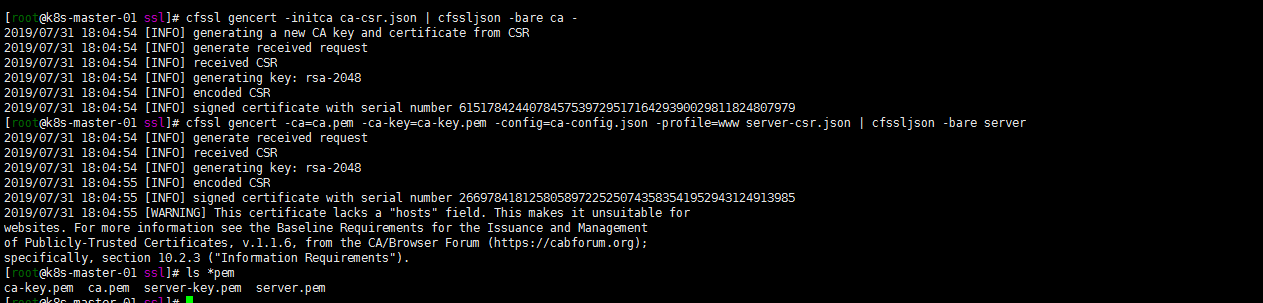 [root@k8s-master-01 ssl]# cfssl gencert -initca ca-csr.json | cfssljson -bare ca -
2019/07/31 18:04:54 [INFO] generating a new CA key and certificate from CSR
2019/07/31 18:04:54 [INFO] generate received request
2019/07/31 18:04:54 [INFO] received CSR
2019/07/31 18:04:54 [INFO] generating key: rsa-2048
2019/07/31 18:04:54 [INFO] encoded CSR
2019/07/31 18:04:54 [INFO] signed certificate with serial number 615178424407845753972951716429390029811824807979
[root@k8s-master-01 ssl]# cfssl gencert -ca=ca.pem -ca-key=ca-key.pem -config=ca-config.json -profile=www server-csr.json | cfssljson -bare server
2019/07/31 18:04:54 [INFO] generate received request
2019/07/31 18:04:54 [INFO] received CSR
2019/07/31 18:04:54 [INFO] generating key: rsa-2048
2019/07/31 18:04:55 [INFO] encoded CSR
2019/07/31 18:04:55 [INFO] signed certificate with serial number 266978418125805897225250743583541952943124913985
2019/07/31 18:04:55 [WARNING] This certificate lacks a "hosts" field. This makes it unsuitable for
websites. For more information see the Baseline Requirements for the Issuance and Management
of Publicly-Trusted Certificates, v.1.1.6, from the CA/Browser Forum (https://cabforum.org);
specifically, section 10.2.3 ("Information Requirements").
[root@k8s-master-01 ssl]# ls *pem
ca-key.pem  ca.pem  server-key.pem  server.pem
[root@k8s-master-01 ssl]#